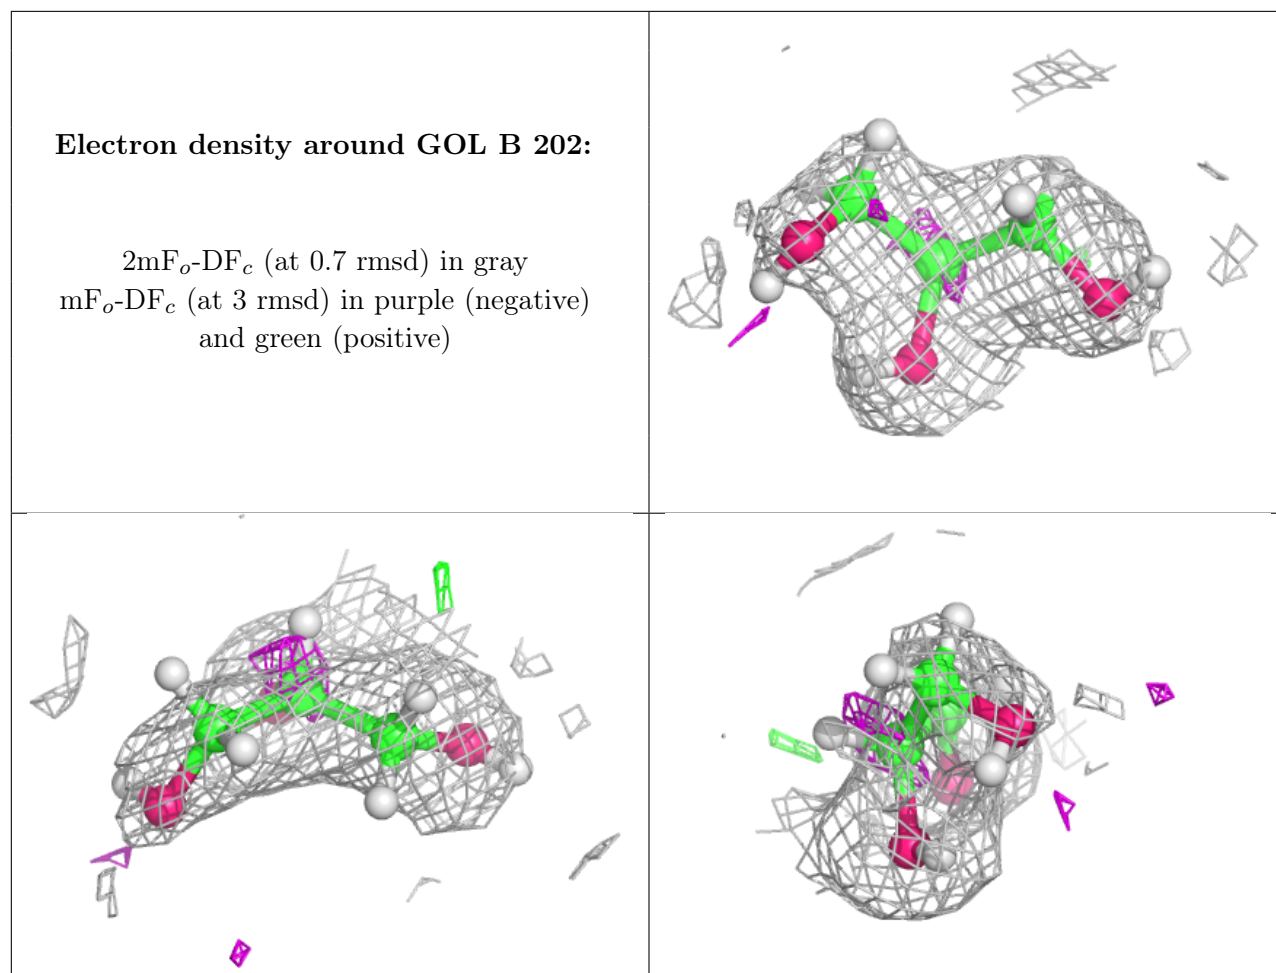 Electron density around GOL B 202:
2mFo-DFc (at 0.7 rmsd) in gray
mFo-DFc (at 3 rmsd) in purple (negative)
and green (positive)